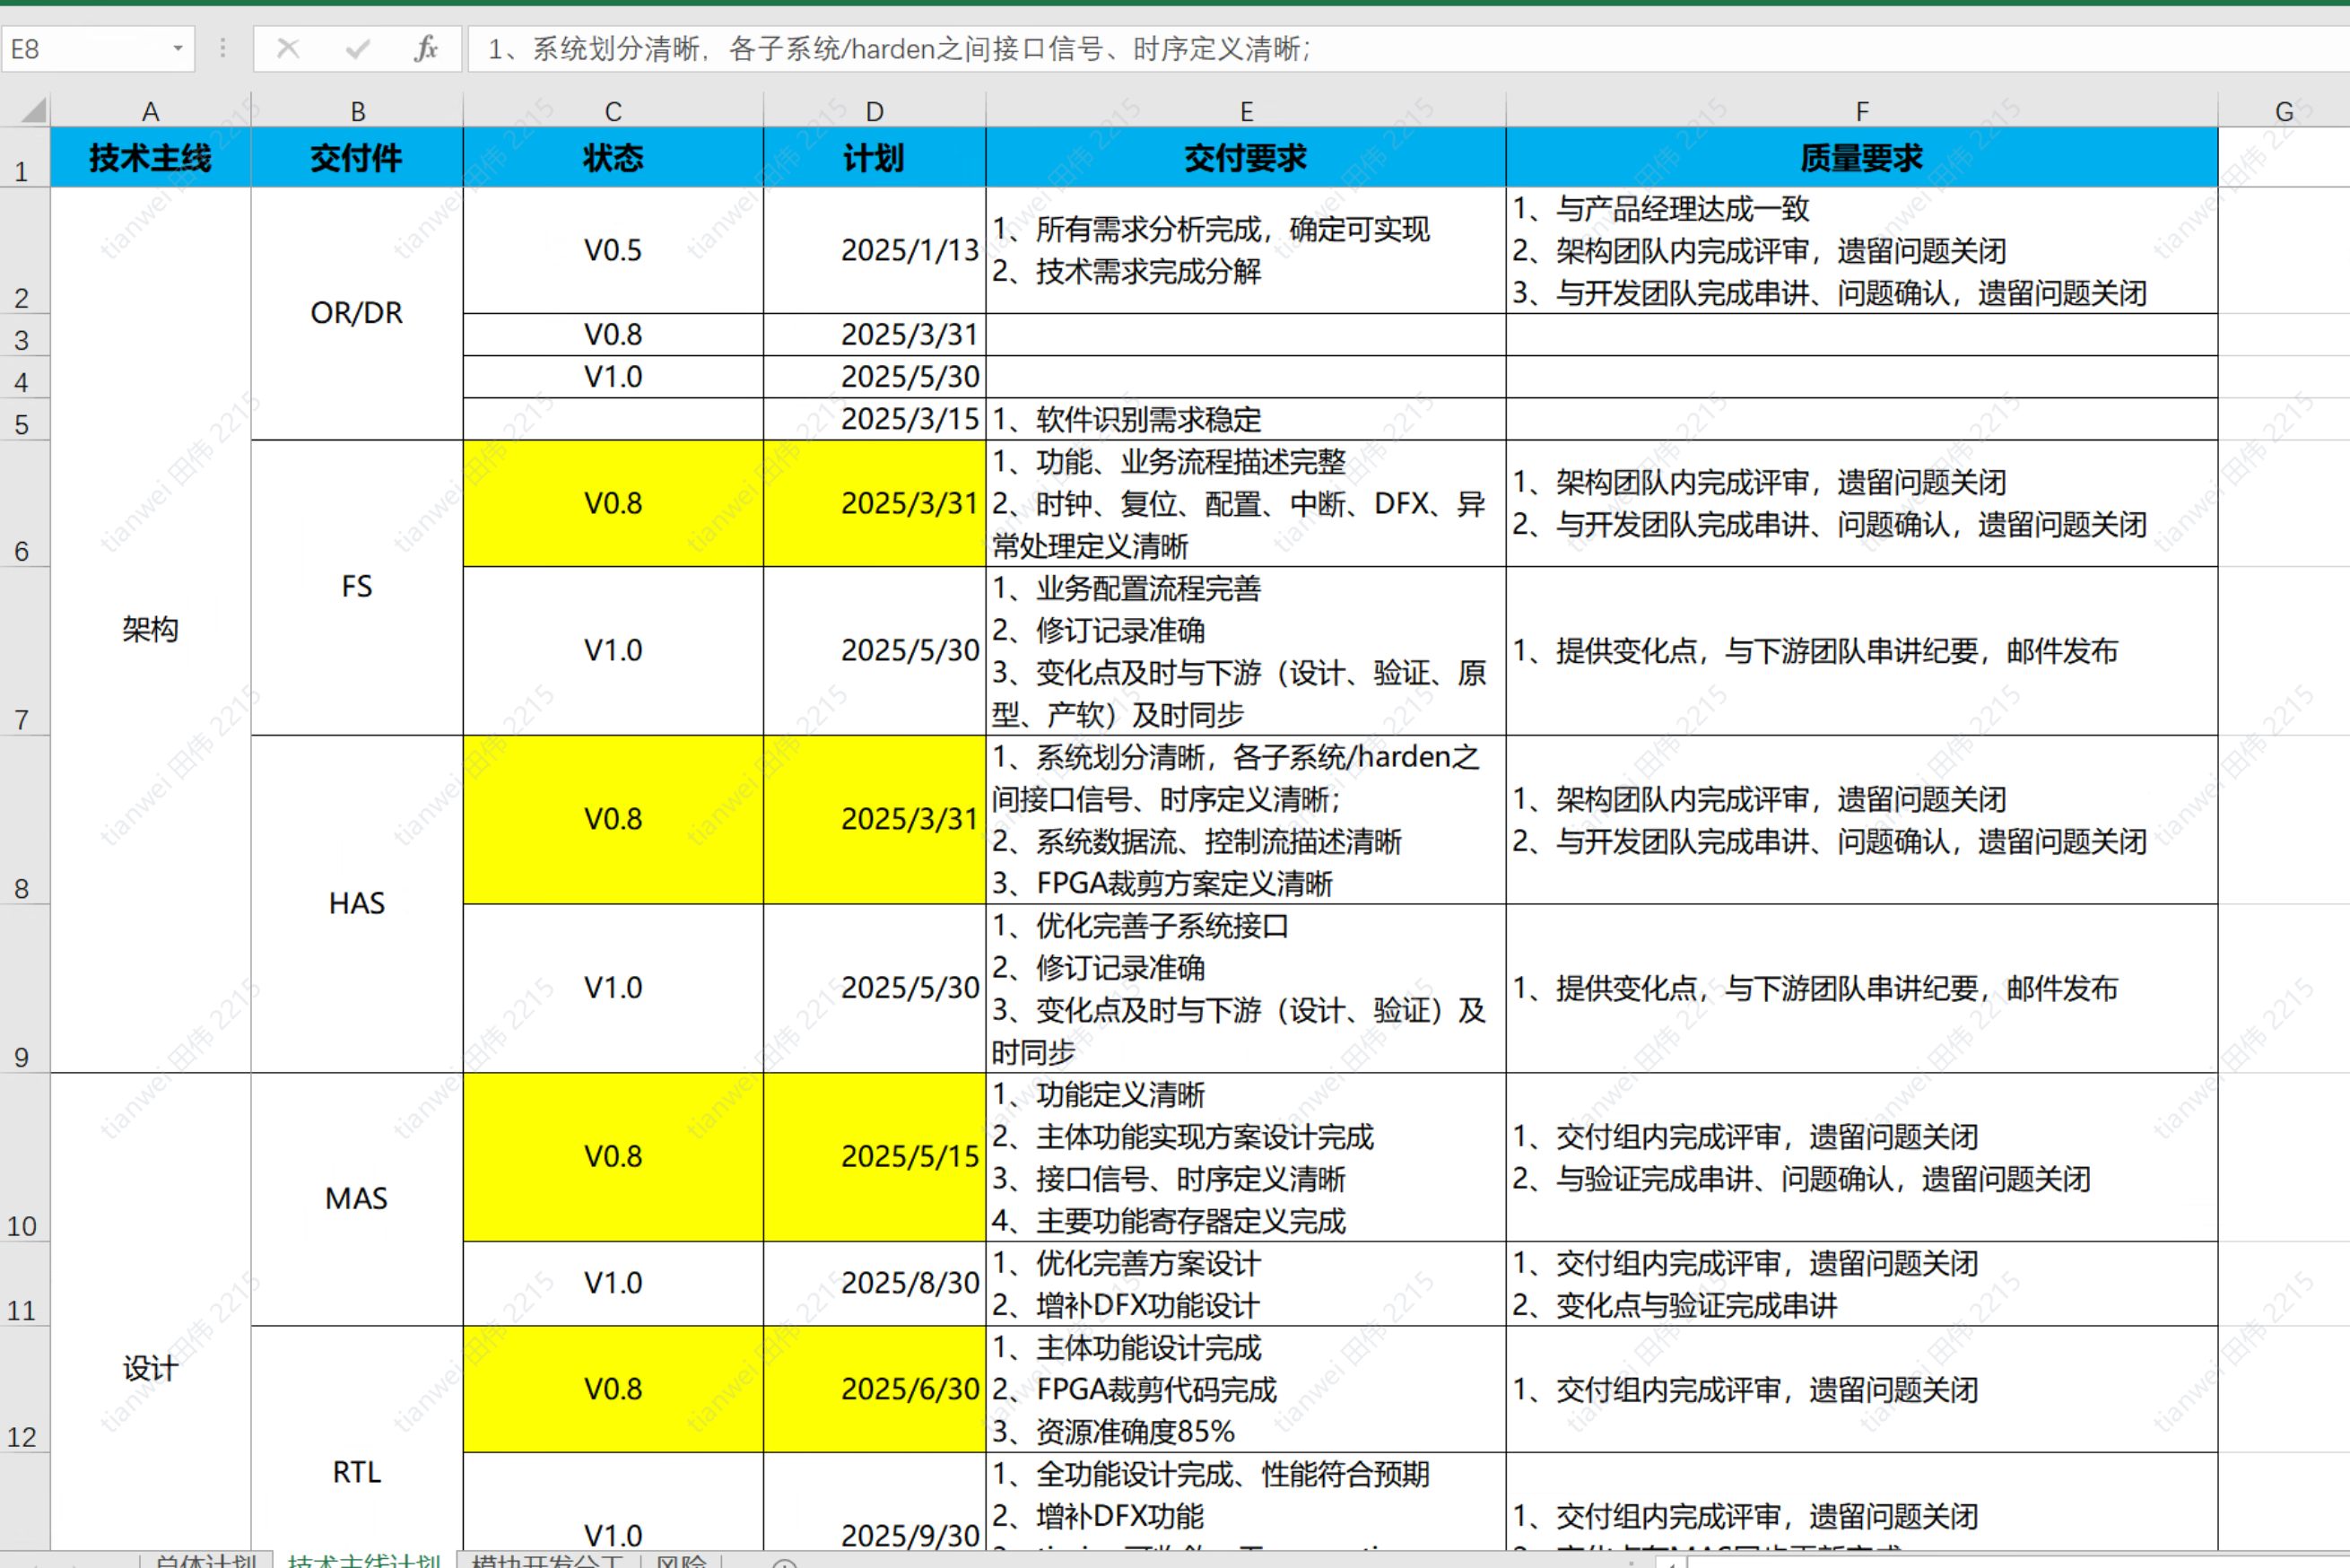 E8
fx
1、系统划分清晰，各子系统/harden之间接口信号、时序定义清晰；
A B C D E F G
1 技术主线 交付件 状态 计划 交付要求 质量要求
架构
OR/DR
2
V0.5
2025/1/13
1、所有需求分析完成，确定可实现
2、技术需求完成分解
1、与产品经理达成一致
2、架构团队内完成评审，遗留问题关闭
3、与开发团队完成串讲、问题确认，遗留问题关闭
3 V0.8 2025/3/31
4 V1.0 2025/5/30
5 2025/3/15 1、软件识别需求稳定
FS
6
V0.8
2025/3/31
1、功能、业务流程描述完整
2、时钟、复位、配置、中断、DFX、异
常处理定义清晰
1、架构团队内完成评审，遗留问题关闭
2、与开发团队完成串讲、问题确认，遗留问题关闭
7
V1.0
2025/5/30
1、业务配置流程完善
2、修订记录准确
3、变化点及时与下游（设计、验证、原
型、产软）及时同步
1、提供变化点，与下游团队串讲纪要，邮件发布
HAS
8
V0.8
2025/3/31
1、系统划分清晰，各子系统/harden之
间接口信号、时序定义清晰；
2、系统数据流、控制流描述清晰
3、FPGA裁剪方案定义清晰
1、架构团队内完成评审，遗留问题关闭
2、与开发团队完成串讲、问题确认，遗留问题关闭
9
V1.0
2025/5/30
1、优化完善子系统接口
2、修订记录准确
3、变化点及时与下游（设计、验证）及
时同步
1、提供变化点，与下游团队串讲纪要，邮件发布
设计
MAS
10
V0.8
2025/5/15
1、功能定义清晰
2、主体功能实现方案设计完成
3、接口信号、时序定义清晰
4、主要功能寄存器定义完成
1、交付组内完成评审，遗留问题关闭
2、与验证完成串讲、问题确认，遗留问题关闭
11
V1.0
2025/8/30
1、优化完善方案设计
2、增补DFX功能设计
1、交付组内完成评审，遗留问题关闭
2、变化点与验证完成串讲
RTL
12
V0.8
2025/6/30
1、主体功能设计完成
2、FPGA裁剪代码完成
3、资源准确度85%
1、交付组内完成评审，遗留问题关闭
V1.0
2025/9/30
1、全功能设计完成、性能符合预期
2、增补DFX功能
1、交付组内完成评审，遗留问题关闭
总体计划 技术主线计划 模块开发分工 风险
tianwei 田伟 2215